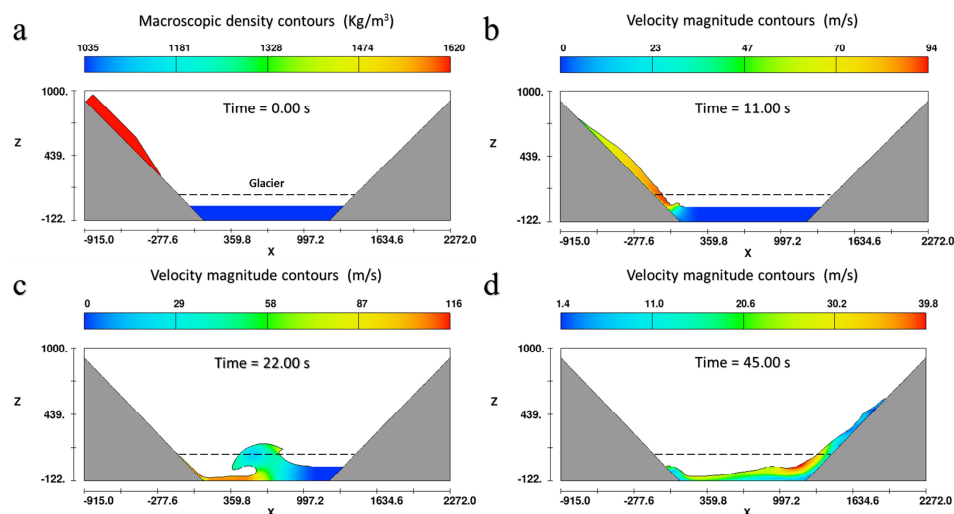 a
Macroscopic density contours (Kg/m³)
1035 1181 1328 1474 1620
1000.
Time = 0.00 s
Z
439.
Glacier
-122.
-915.0 -277.6 359.8 997.2 1634.6 2272.0
X
b
Velocity magnitude contours (m/s)
0 23 47 70 94
1000.
Time = 11.00 s
Z
439.
-122.
-915.0 -277.6 359.8 997.2 1634.6 2272.0
X
c
Velocity magnitude contours (m/s)
0 29 58 87 116
1000.
Time = 22.00 s
Z
439.
-122.
-915.0 -277.6 359.8 997.2 1634.6 2272.0
X
d
Velocity magnitude contours (m/s)
1.4 11.0 20.6 30.2 39.8
1000.
Time = 45.00 s
Z
439.
-122.
-915.0 -277.6 359.8 997.2 1634.6 2272.0
X